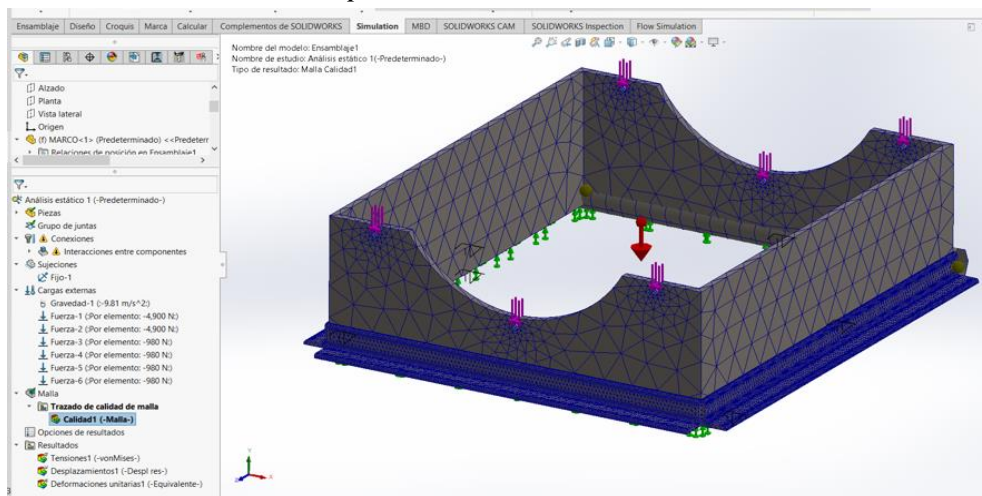 Ensamblaje Diseño Croquis Marca Calcular Complementos de SOLIDWORKS Simulation MBD SOLIDWORKS CAM SOLIDWORKS Inspection Flow Simulation
Nombre del modelo: Ensamblaje1
Nombre de estudio: Análisis estático 1(-Predeterminado-)
Tipo de resultado: Malla Calidad1
Alzado
Planta
Vista lateral
Origen
(f) MARCO<1> (Predeterminado) <<Predeterr
Relaciones de posición en Ensamblaje1
Análisis estático 1 (-Predeterminado-)
Piezas
Grupo de juntas
Conexiones
Interacciones entre componentes
Sujeciones
Fijo-1
Cargas externas
Gravedad-1 (:-9.81 m/s^2:)
Fuerza-1 (:Por elemento: -4,900 N:)
Fuerza-2 (:Por elemento: -4,900 N:)
Fuerza-3 (:Por elemento: -980 N:)
Fuerza-4 (:Por elemento: -980 N:)
Fuerza-5 (:Por elemento: -980 N:)
Fuerza-6 (:Por elemento: -980 N:)
Malla
Trazado de calidad de malla
Calidad1 (-Malla-)
Opciones de resultados
Resultados
Tensiones1 (-vonMises-)
Desplazamientos1 (-Despl res-)
Deformaciones unitarias1 (-Equivalente-)